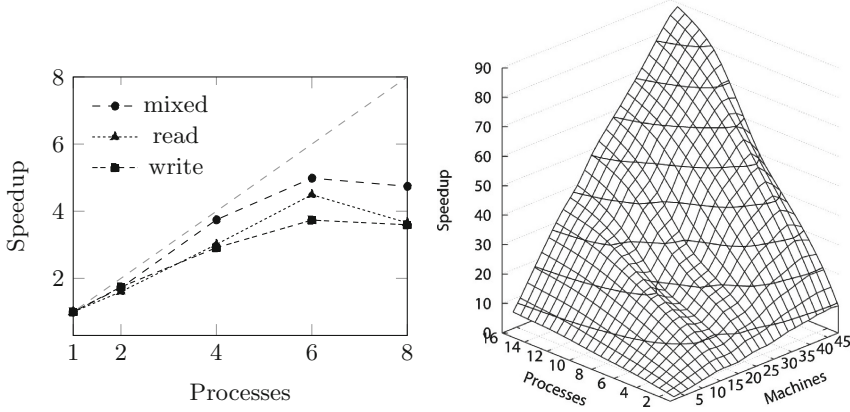 8
6
4
2
Speedup
mixed
read
write
1 2 4 6 8
Processes
90
80
70
60
50
40
30
20
10
0
Speedup
16 14 12 10 8 6 4 2
Processes
5 10 15 20 25 30 35 40 45
Machines